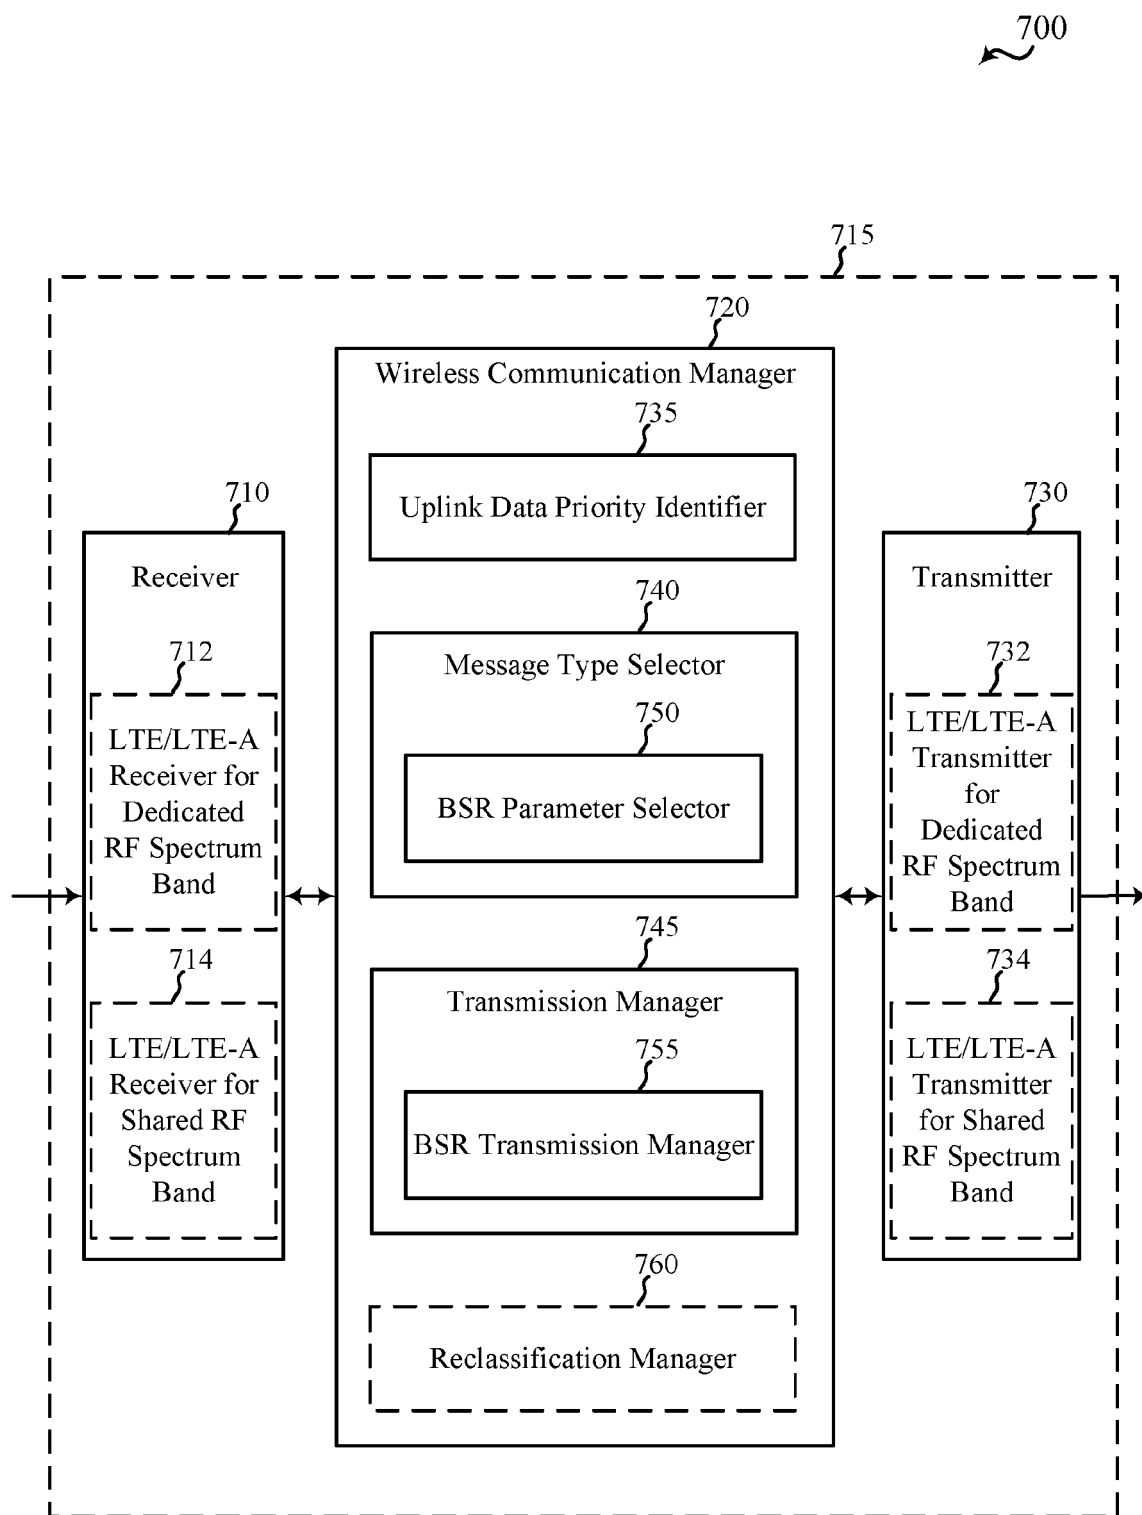 700
715
720
Wireless Communication Manager
735
Uplink Data Priority Identifier
710
Receiver
730
Transmitter
740
Message Type Selector
712
LTE/LTE-A
Receiver for
Dedicated
RF Spectrum
Band
750
BSR Parameter Selector
732
LTE/LTE-A
Transmitter
for
Dedicated
RF Spectrum
Band
745
Transmission Manager
714
LTE/LTE-A
Receiver for
Shared RF
Spectrum
Band
755
BSR Transmission Manager
734
LTE/LTE-A
Transmitter
for Shared
RF Spectrum
Band
760
Reclassification Manager